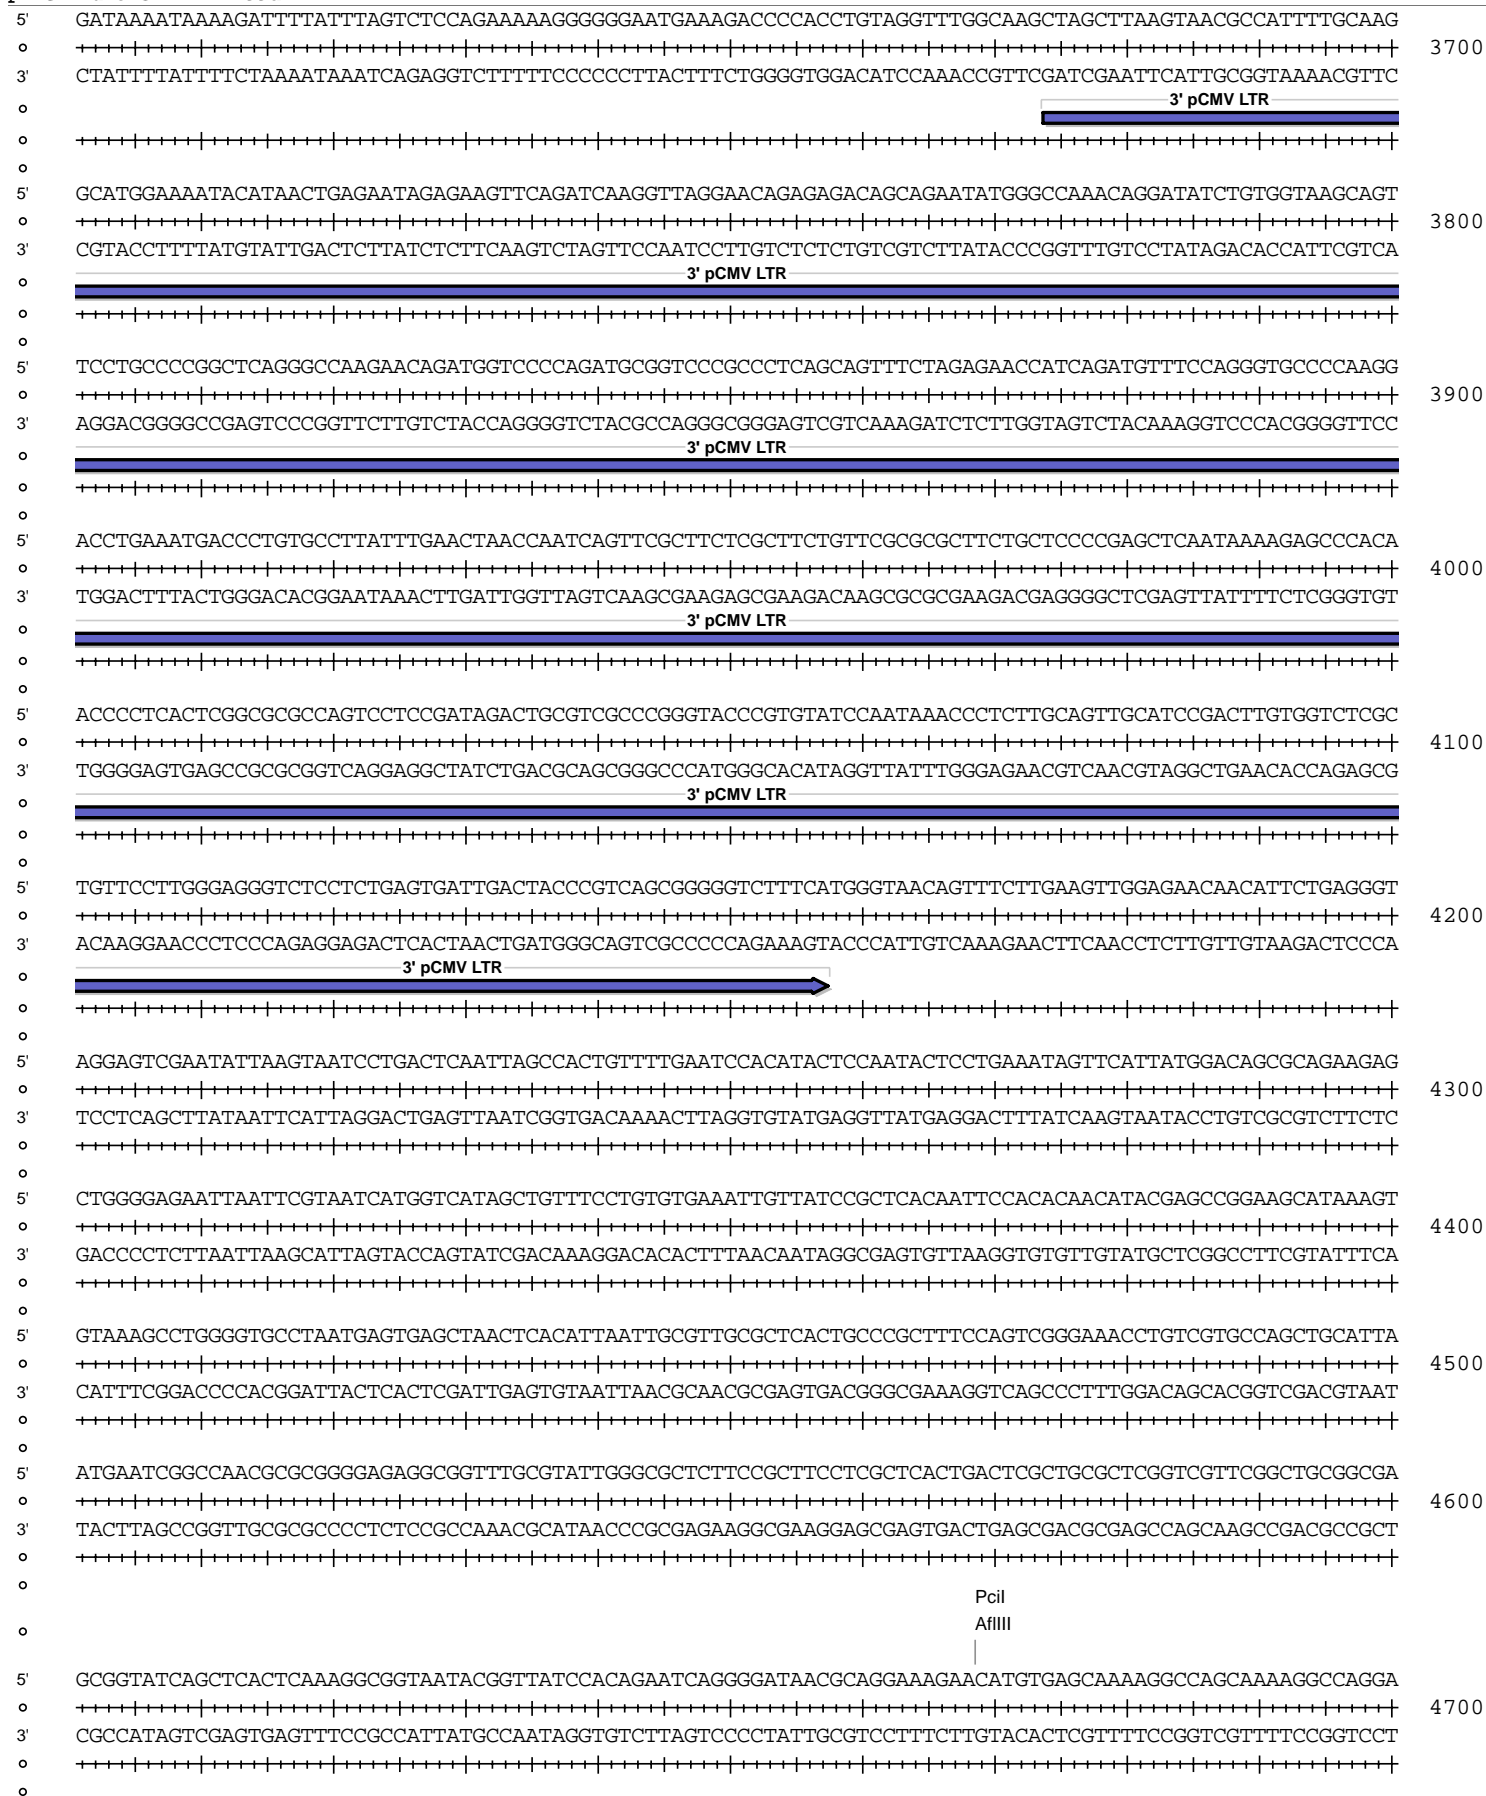 5' GATAAAATAAAAGATTTTATTTAGTCTCCAGAAAAAGGGGGGAATGAAAGACCCCACCTGTAGGTTTGGCAAGCTAGCTTAAGTAACGCCATTTTGCAAG
3700
3' CTATTTTATTTTCTAAAATAAATCAGAGGTCTTTTTCCCCCCTTACTTTCTGGGGTGGACATCCAAACCGTTCGATCGAATTCATTGCGGTAAAACGTTC
3' pCMV LTR
5' GCATGGAAAATACATAACTGAGAATAGAGAAGTTCAGATCAAGGTTAGGAACAGAGAGACAGCAGAATATGGGCCAAACAGGATATCTGTGGTAAGCAGT
3800
3' CGTACCTTTTATGTATTGACTCTTATCTCTTCAAGTCTAGTTCCAATCCTTGTCTCTCTGTCGTCTTATACCCGGTTTGTCCTATAGACACCATTCGTCA
3' pCMV LTR
5' TCCTGCCCCGGCTCAGGGCCAAGAACAGATGGTCCCCAGATGCGGTCCCGCCCTCAGCAGTTTCTAGAGAACCATCAGATGTTTCCAGGGTGCCCCAAGG
3900
3' AGGACGGGGCCGAGTCCCGGTTCTTGTCTACCAGGGGTCTACGCCAGGGCGGGAGTCGTCAAAGATCTCTTGGTAGTCTACAAAGGTCCCACGGGGTTCC
3' pCMV LTR
5' ACCTGAAATGACCCTGTGCCTTATTTGAACTAACCAATCAGTTCGCTTCTCGCTTCTGTTCGCGCGCTTCTGCTCCCCGAGCTCAATAAAAGAGCCCACA
4000
3' TGGACTTTACTGGGACACGGAATAAACTTGATTGGTTAGTCAAGCGAAGAGCGAAGACAAGCGCGCGAAGACGAGGGGCTCGAGTTATTTTCTCGGGTGT
3' pCMV LTR
5' ACCCCTCACTCGGCGCGCCAGTCCTCCGATAGACTGCGTCGCCCGGGTACCCGTGTATCCAATAAACCCTCTTGCAGTTGCATCCGACTTGTGGTCTCGC
4100
3' TGGGGAGTGAGCCGCGCGGTCAGGAGGCTATCTGACGCAGCGGGCCCATGGGCACATAGGTTATTTGGGAGAACGTCAACGTAGGCTGAACACCAGAGCG
3' pCMV LTR
5' TGTTCCTTGGGAGGGTCTCCTCTGAGTGATTGACTACCCGTCAGCGGGGGTCTTTCATGGGTAACAGTTTCTTGAAGTTGGAGAACAACATTCTGAGGGT
4200
3' ACAAGGAACCCTCCCAGAGGAGACTCACTAACTGATGGGCAGTCGCCCCCAGAAAGTACCCATTGTCAAAGAACTTCAACCTCTTGTTGTAAGACTCCCA
3' pCMV LTR
5' AGGAGTCGAATATTAAGTAATCCTGACTCAATTAGCCACTGTTTTGAATCCACATACTCCAATACTCCTGAAATAGTTCATTATGGACAGCGCAGAAGAG
4300
3' TCCTCAGCTTATAATTCATTAGGACTGAGTTAATCGGTGACAAAACTTAGGTGTATGAGGTTATGAGGACTTTATCAAGTAATACCTGTCGCGTCTTCTC
5' CTGGGGAGAATTAATTCGTAATCATGGTCATAGCTGTTTCCTGTGTGAAATTGTTATCCGCTCACAATTCCACACAACATACGAGCCGGAAGCATAAAGT
4400
3' GACCCCTCTTAATTAAGCATTAGTACCAGTATCGACAAAGGACACACTTTAACAATAGGCGAGTGTTAAGGTGTGTTGTATGCTCGGCCTTCGTATTTCA
5' GTAAAGCCTGGGGTGCCTAATGAGTGAGCTAACTCACATTAATTGCGTTGCGCTCACTGCCCGCTTTCCAGTCGGGAAACCTGTCGTGCCAGCTGCATTA
4500
3' CATTTCGGACCCCACGGATTACTCACTCGATTGAGTGTAATTAACGCAACGCGAGTGACGGGCGAAAGGTCAGCCCTTTGGACAGCACGGTCGACGTAAT
5' ATGAATCGGCCAACGCGCGGGGAGAGGCGGTTTGCGTATTGGGCGCTCTTCCGCTTCCTCGCTCACTGACTCGCTGCGCTCGGTCGTTCGGCTGCGGCGA
4600
3' TACTTAGCCGGTTGCGCGCCCCTCTCCGCCAAACGCATAACCCGCGAGAAGGCGAAGGAGCGAGTGACTGAGCGACGCGAGCCAGCAAGCCGACGCCGCT
PciI
AflIII
5' GCGGTATCAGCTCACTCAAAGGCGGTAATACGGTTATCCACAGAATCAGGGGATAACGCAGGAAAGAACATGTGAGCAAAAGGCCAGCAAAAGGCCAGGA
4700
3' CGCCATAGTCGAGTGAGTTTCCGCCATTATGCCAATAGGTGTCTTAGTCCCCTATTGCGTCCTTTCTTGTACACTCGTTTTCCGGTCGTTTTCCGGTCCT